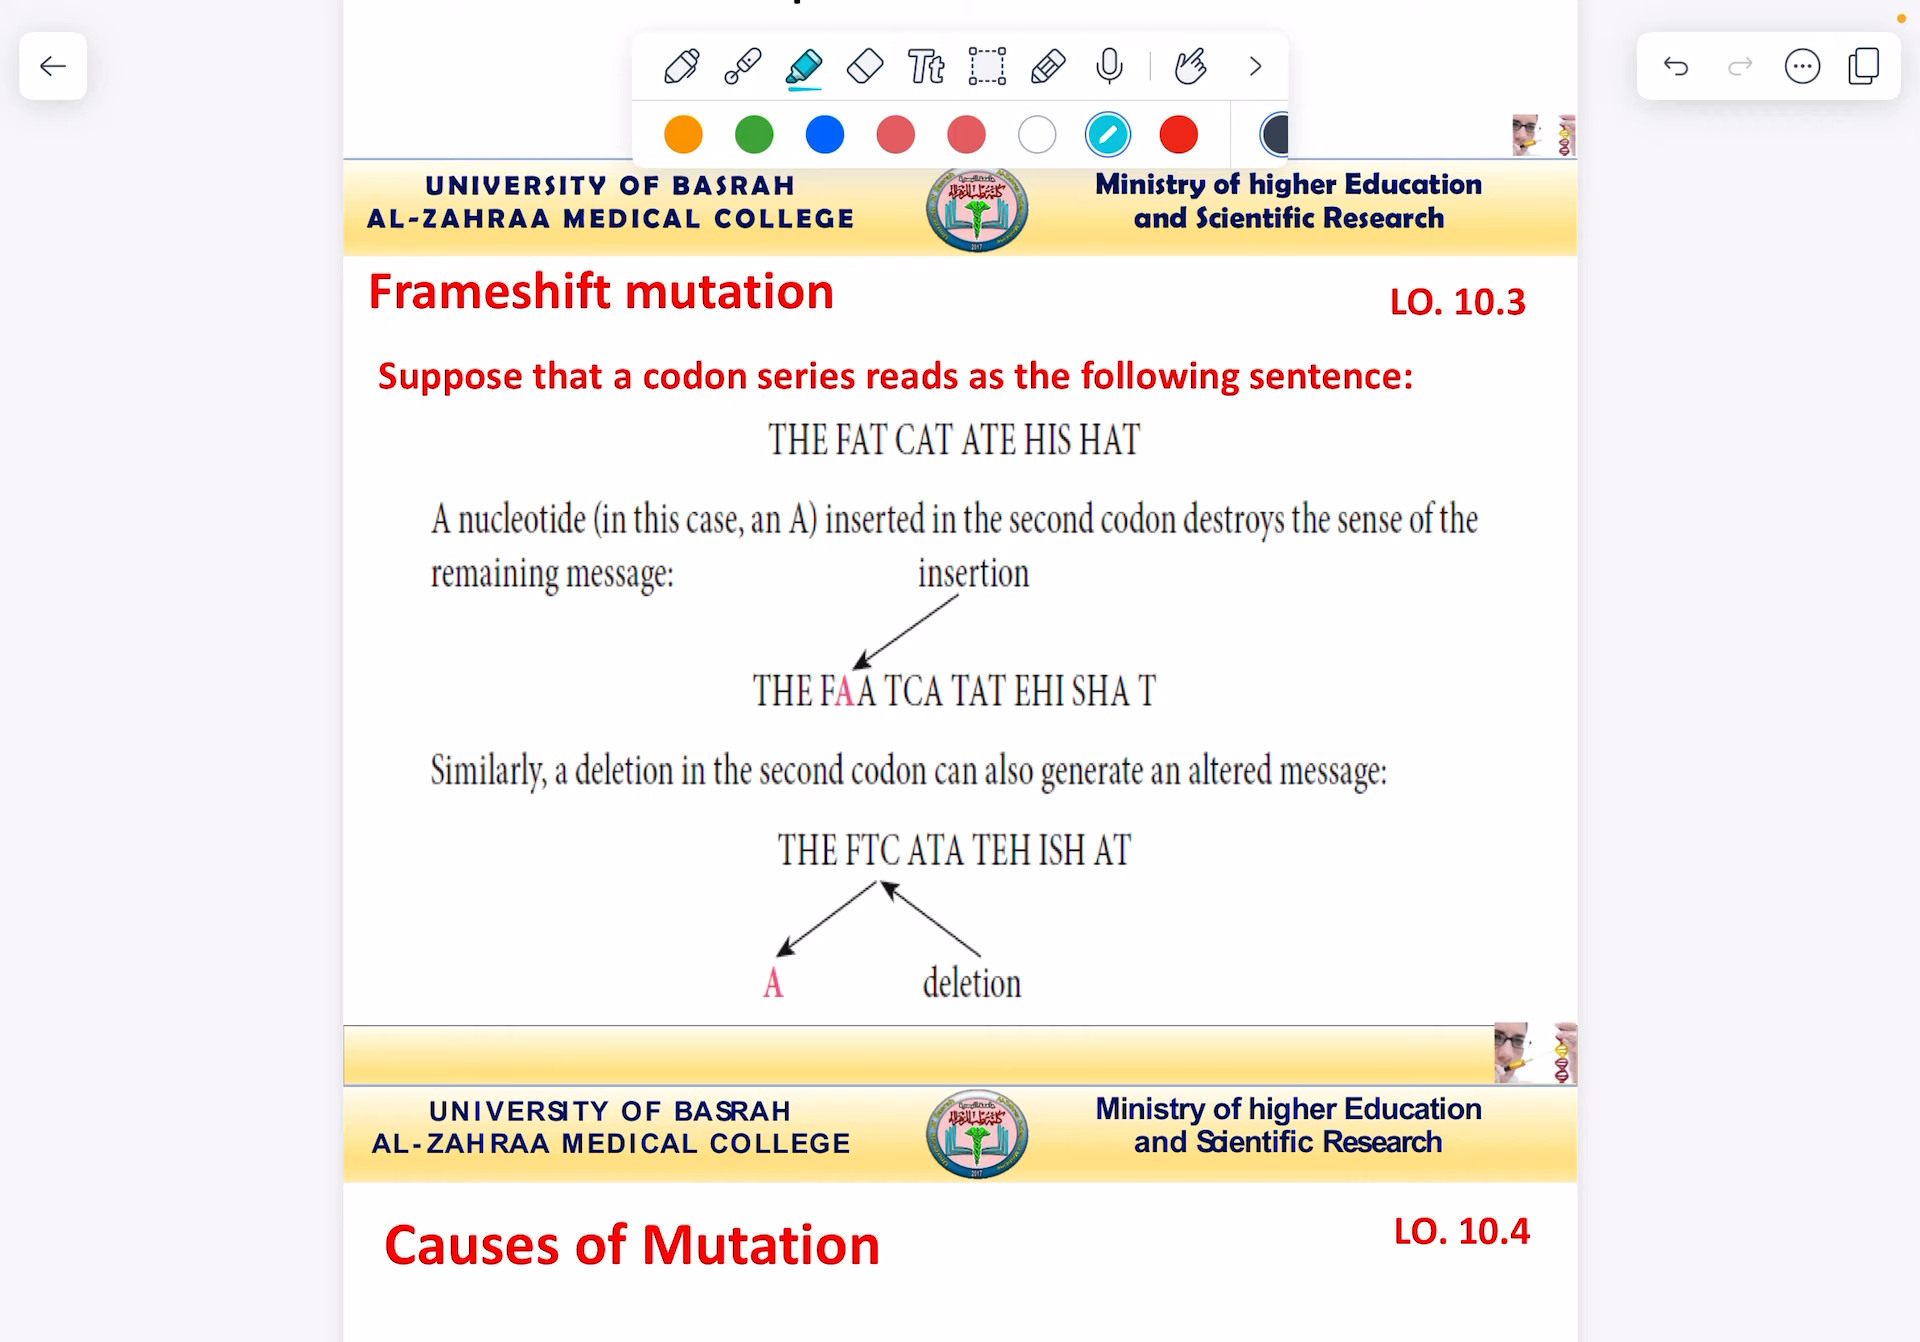 Tt
UNIVERSITY OF BASRAH
AL-ZAHRAA MEDICAL COLLEGE
Ministry of higher Education
and Scientific Research
2017
Frameshift mutation
LO. 10.3
Suppose that a codon series reads as the following sentence:
THE FAT CAT ATE HIS HAT
A nucleotide (in this case, an A) inserted in the second codon destroys the sense of the
remaining message:
insertion
THE FAA TCA TAT EHI SHA T
Similarly, a deletion in the second codon can also generate an altered message:
THE FTC ATA TEH ISH AT
A
deletion
UNIVERSITY OF BASRAH
AL-ZAHRAA MEDICAL COLLEGE
Ministry of higher Education
and Scientific Research
2017
Causes of Mutation
LO. 10.4